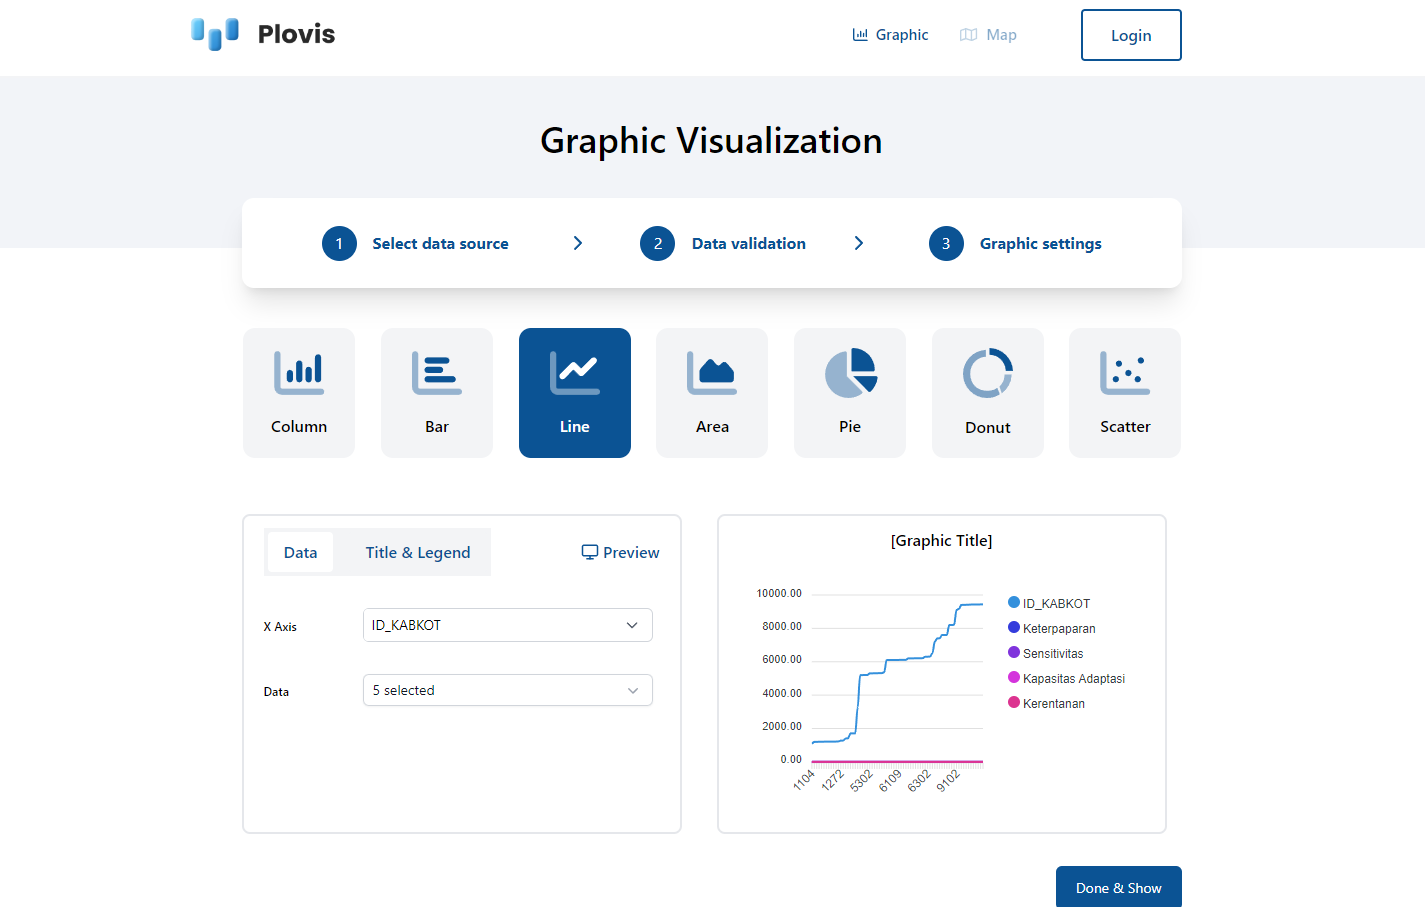 Plovis
Graphic
Map
Login
Graphic Visualization
1 Select data source
2 Data validation
3 Graphic settings
Column
Bar
Line
Area
Pie
Donut
Scatter
Data
Title & Legend
Preview
X Axis
ID_KABKOT
Data
5 selected
[Graphic Title]
10000.00
8000.00
6000.00
4000.00
2000.00
0.00
1104
1272
5302
6109
6302
9102
ID_KABKOT
Keterpaparan
Sensitivitas
Kapasitas Adaptasi
Kerentanan
Done & Show